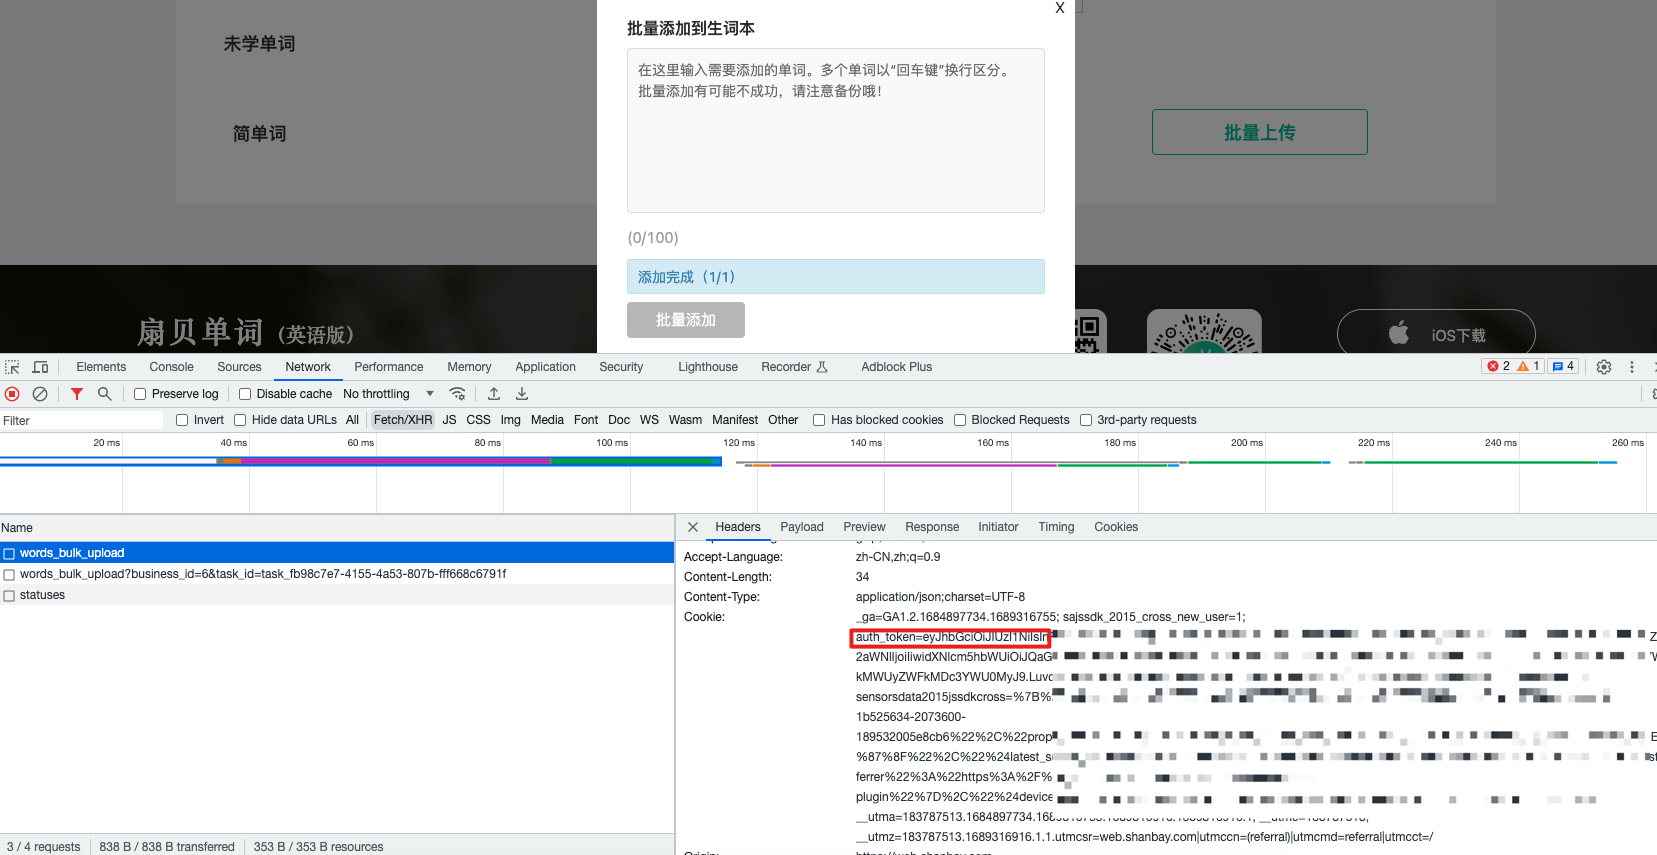 X
批量添加到生词本
未学单词
在这里输入需要添加的单词。多个单词以“回车键”换行区分。
批量添加有可能不成功，请注意备份哦！
简单词
批量上传
(0/100)
添加完成（1/1）
批量添加
扇贝单词（英语版）
iOS下载
Elements Console Sources Network Performance Memory Application Security Lighthouse Recorder Adblock Plus 2 1 4
Preserve log Disable cache No throttling
Filter Invert Hide data URLs All Fetch/XHR JS CSS Img Media Font Doc WS Wasm Manifest Other Has blocked cookies Blocked Requests 3rd-party requests
20 ms 40 ms 60 ms 80 ms 100 ms 120 ms 140 ms 160 ms 180 ms 200 ms 220 ms 240 ms 260 ms
Name
words_bulk_upload
words_bulk_upload?business_id=6&task_id=task_fb98c7e7-4155-4a53-807b-fff668c6791f
statuses
Headers Payload Preview Response Initiator Timing Cookies
Accept-Language: zh-CN,zh;q=0.9
Content-Length: 34
Content-Type: application/json;charset=UTF-8
Cookie: _ga=GA1.2.1684897734.1689316755; sajssdk_2015_cross_new_user=1;
auth_token=eyJhbGciOiJIUzI1NiIsIn
2aWNlIjoiIiwidXNlcm5hbWUiOiJQaG
kMWUyZWFkMDc3YWU0MyJ9.Luvc
sensorsdata2015jssdkcross=%7B%
1b525634-2073600-
189532005e8cb6%22%2C%22prop
%87%8F%22%2C%22%24latest_s
ferrer%22%3A%22https%3A%2F%
plugin%22%7D%2C%22%24device
__utma=183787513.1684897734.168
__utmz=183787513.1689316916.1.1.utmcsr=web.shanbay.com|utmccn=(referral)|utmcmd=referral|utmcct=/
3 / 4 requests 838 B / 838 B transferred 353 B / 353 B resources